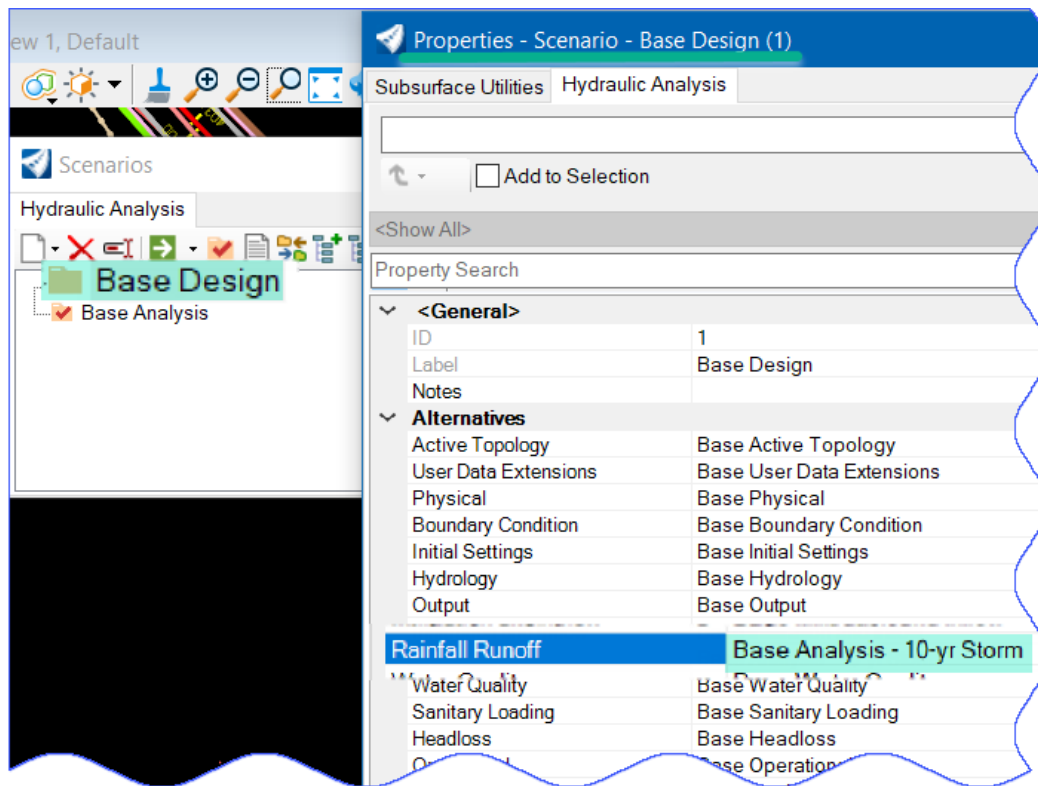 ew 1, Default
Scenarios
Hydraulic Analysis
Base Design
Base Analysis
Properties - Scenario - Base Design (1)
Subsurface Utilities Hydraulic Analysis
Add to Selection
<Show All>
Property Search
<General>
ID 1
Label Base Design
Notes
Alternatives
Active Topology Base Active Topology
User Data Extensions Base User Data Extensions
Physical Base Physical
Boundary Condition Base Boundary Condition
Initial Settings Base Initial Settings
Hydrology Base Hydrology
Output Base Output
Rainfall Runoff Base Analysis - 10-yr Storm
Water Quality Base Water Quality
Sanitary Loading Base Sanitary Loading
Headloss Base Headloss